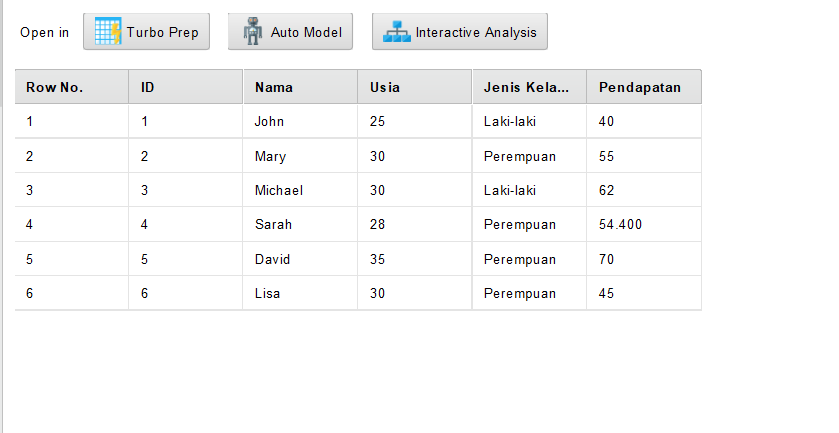 Open in Turbo Prep Auto Model Interactive Analysis
Row No. ID Nama Usia Jenis Kela... Pendapatan
1 1 John 25 Laki-laki 40
2 2 Mary 30 Perempuan 55
3 3 Michael 30 Laki-laki 62
4 4 Sarah 28 Perempuan 54.400
5 5 David 35 Perempuan 70
6 6 Lisa 30 Perempuan 45